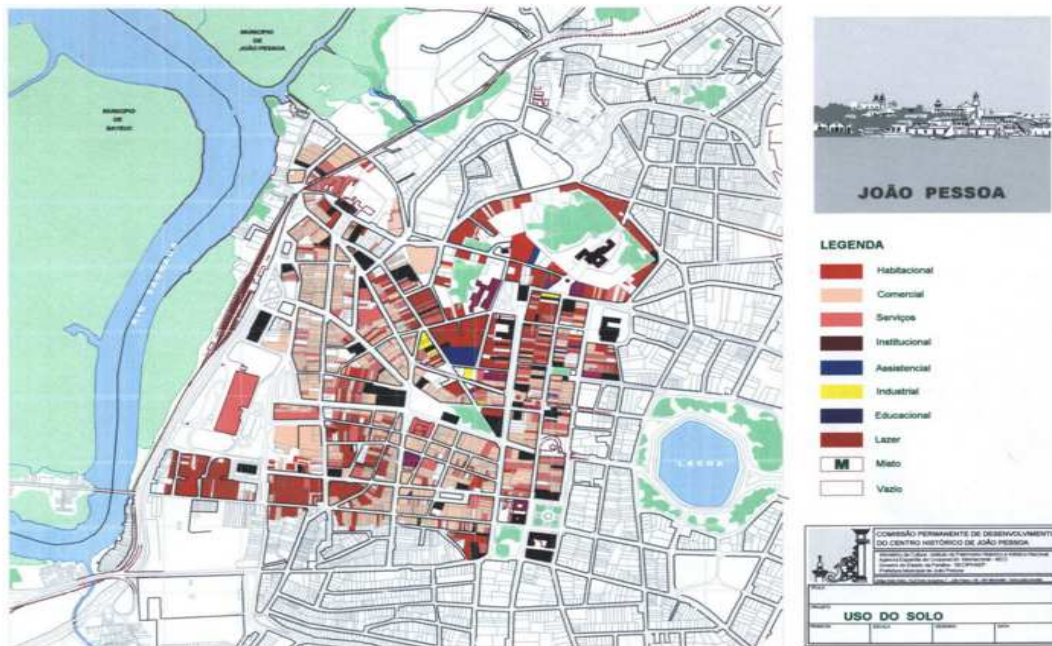 MUNICIPIO
DE
JOÃO PESSOA
MUNICIPIO
DE
BAYEUX
LAGOA
JOÃO PESSOA
LEGENDA
Habitacional
Comercial
Serviços
Institucional
Assistencial
Industrial
Educacional
Lazer
M Misto
Vazio
COMISSÃO PERMANENTE DE DESENVOLVIMENTO
DO CENTRO HISTÓRICO DE JOÃO PESSOA
USO DO SOLO